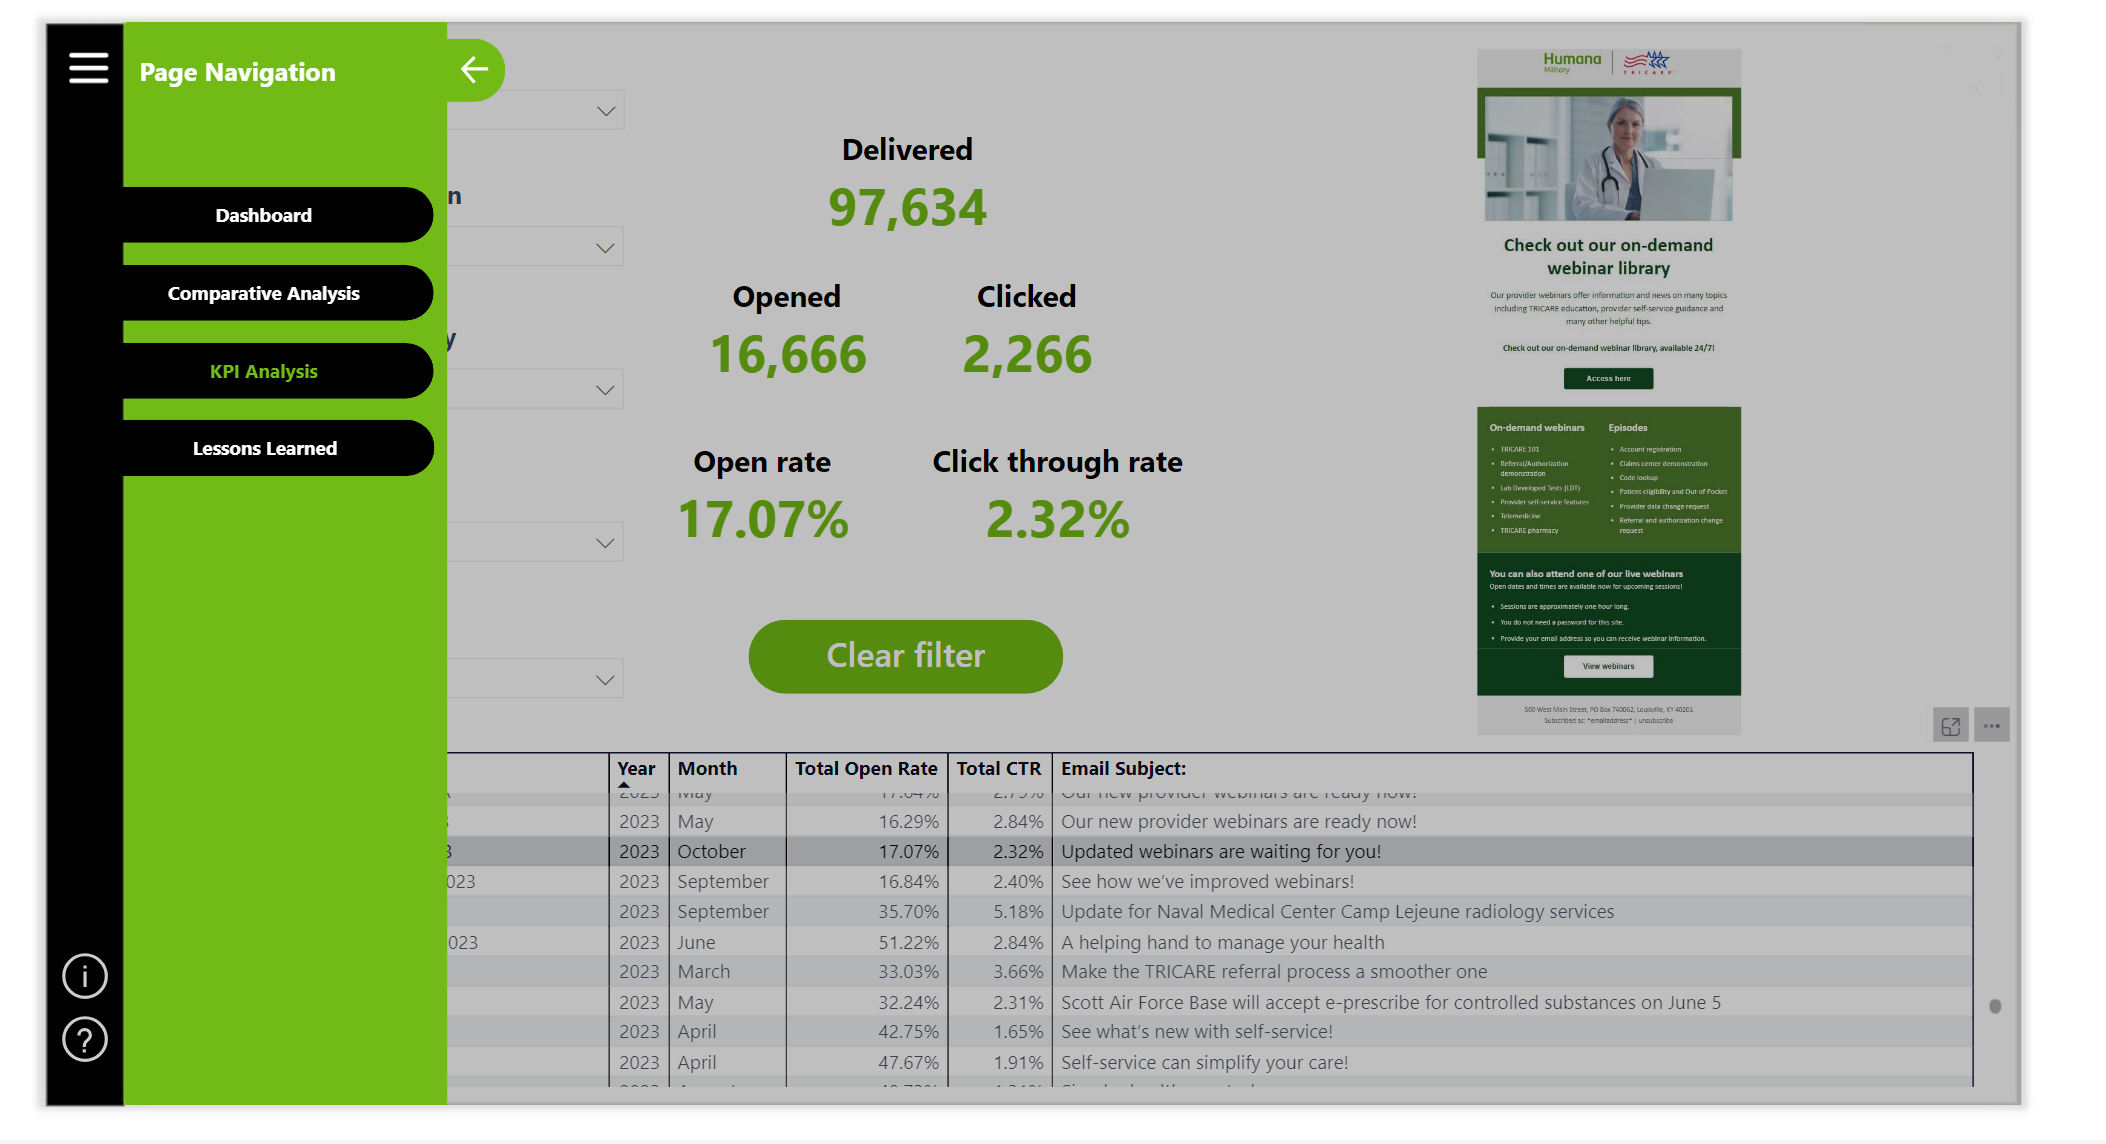 Page Navigation
Dashboard
Comparative Analysis
KPI Analysis
Lessons Learned
n
y
Delivered
97,634
Opened
Clicked
16,666
2,266
Open rate
Click through rate
17.07%
2.32%
Clear filter
Humana
Military
TRICARE
Check out our on-demand
webinar library
Our provider webinars offer information and news on many topics
including TRICARE education, provider self-service guidance and
many other helpful tips.
Check out our on-demand webinar library, available 24/7!
Access here
On-demand webinars
• TRICARE 101
• Referral/Authorization
demonstration
• Lab Developed Tests (LDT)
• Provider self-service features
• Telemedicine
• TRICARE pharmacy
Episodes
• Account registration
• Claims center demonstration
• Code lookup
• Patient eligibility and Out of Pocket
• Provider data change request
• Referral and authorization change
request
You can also attend one of our live webinars
Open dates and times are available now for upcoming sessions!
• Sessions are approximately one hour long.
• You do not need a password for this site.
• Provide your email address so you can receive webinar information.
View webinars
500 West Main Street, PO Box 740062, Louisville, KY 40201
Subscribed as: *emailaddress* | unsubscribe
Year Month Total Open Rate Total CTR Email Subject:
2023 May 17.04% 2.79% Our new provider webinars are ready now!
2023 May 16.29% 2.84% Our new provider webinars are ready now!
2023 October 17.07% 2.32% Updated webinars are waiting for you!
023 2023 September 16.84% 2.40% See how we've improved webinars!
2023 September 35.70% 5.18% Update for Naval Medical Center Camp Lejeune radiology services
023 2023 June 51.22% 2.84% A helping hand to manage your health
2023 March 33.03% 3.66% Make the TRICARE referral process a smoother one
2023 May 32.24% 2.31% Scott Air Force Base will accept e-prescribe for controlled substances on June 5
2023 April 42.75% 1.65% See what's new with self-service!
2023 April 47.67% 1.91% Self-service can simplify your care!